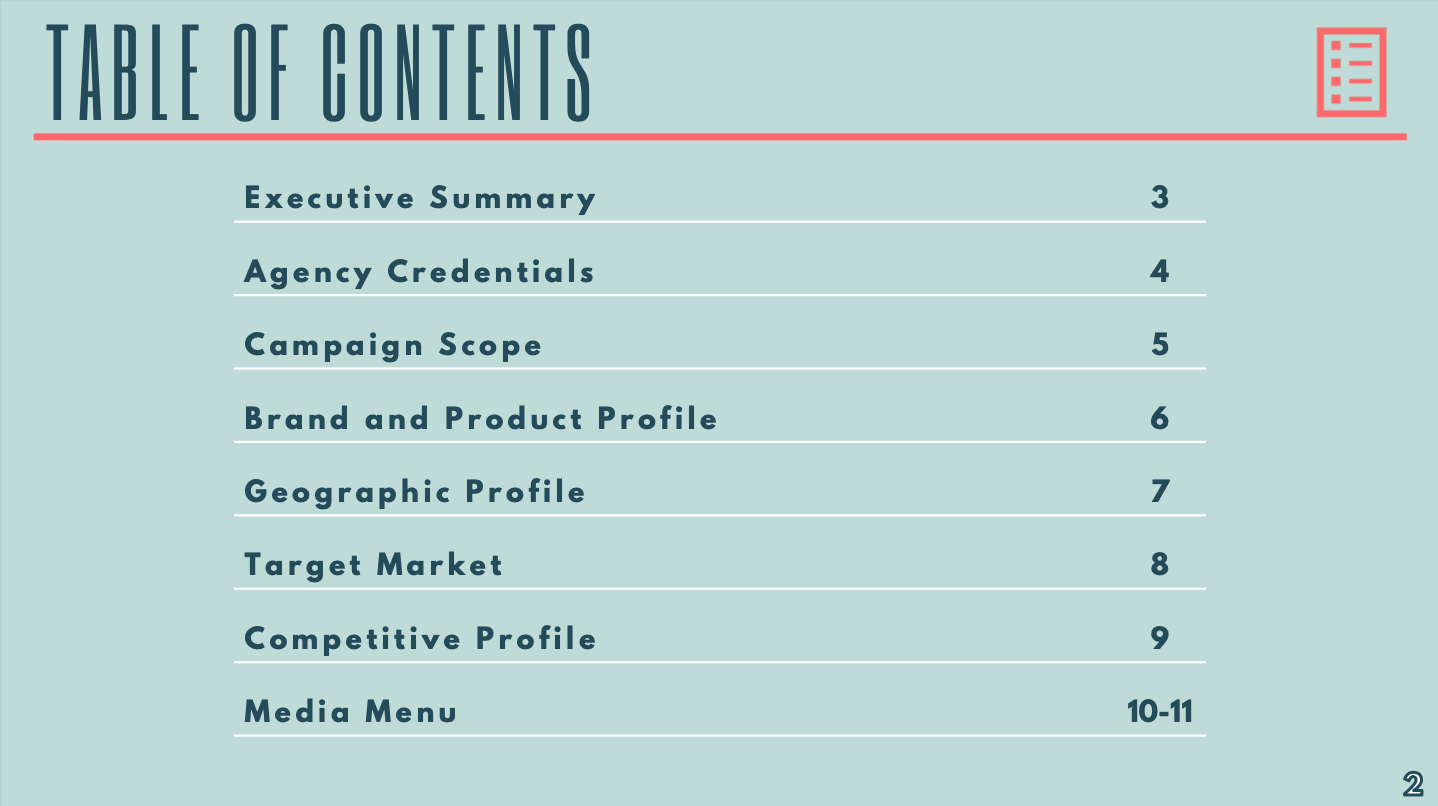 TABLE OF CONTENTS
Executive Summary 3
Agency Credentials 4
Campaign Scope 5
Brand and Product Profile 6
Geographic Profile 7
Target Market 8
Competitive Profile 9
Media Menu 10-11
2